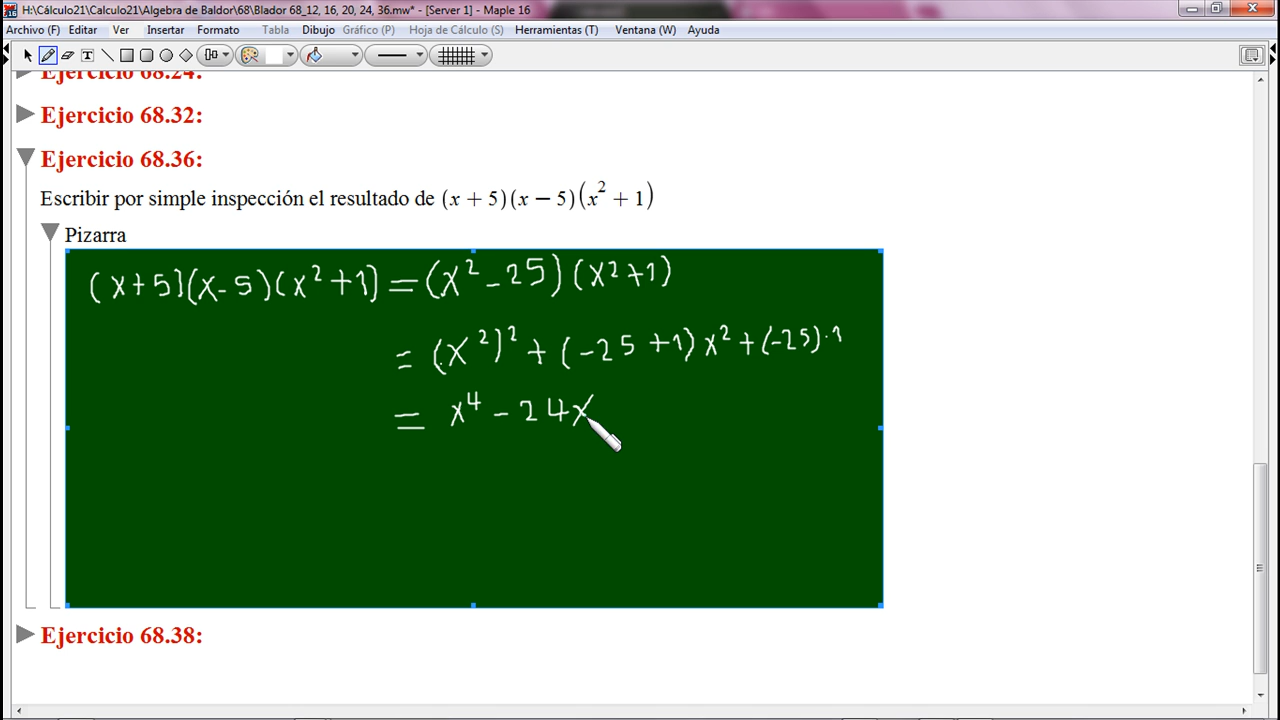 H:\Cálculo21\Calculo21\Algebra de Baldor\68\Blador 68_12, 16, 20, 24, 36.mw* - [Server 1] - Maple 16
Archivo (F) Editar Ver Insertar Formato Tabla Dibujo Gráfico (P) Hoja de Cálculo (S) Herramientas (T) Ventana (W) Ayuda
Ejercicio 68.24:
Ejercicio 68.32:
Ejercicio 68.36:
Escribir por simple inspección el resultado de (x + 5)(x − 5)(x² + 1)
Pizarra
(x+5)(x-5)(x²+1) = (x²-25)(x²+1)
= (x²)² + (-25+1)x² + (-25)·1
= x⁴ - 24x
Ejercicio 68.38: